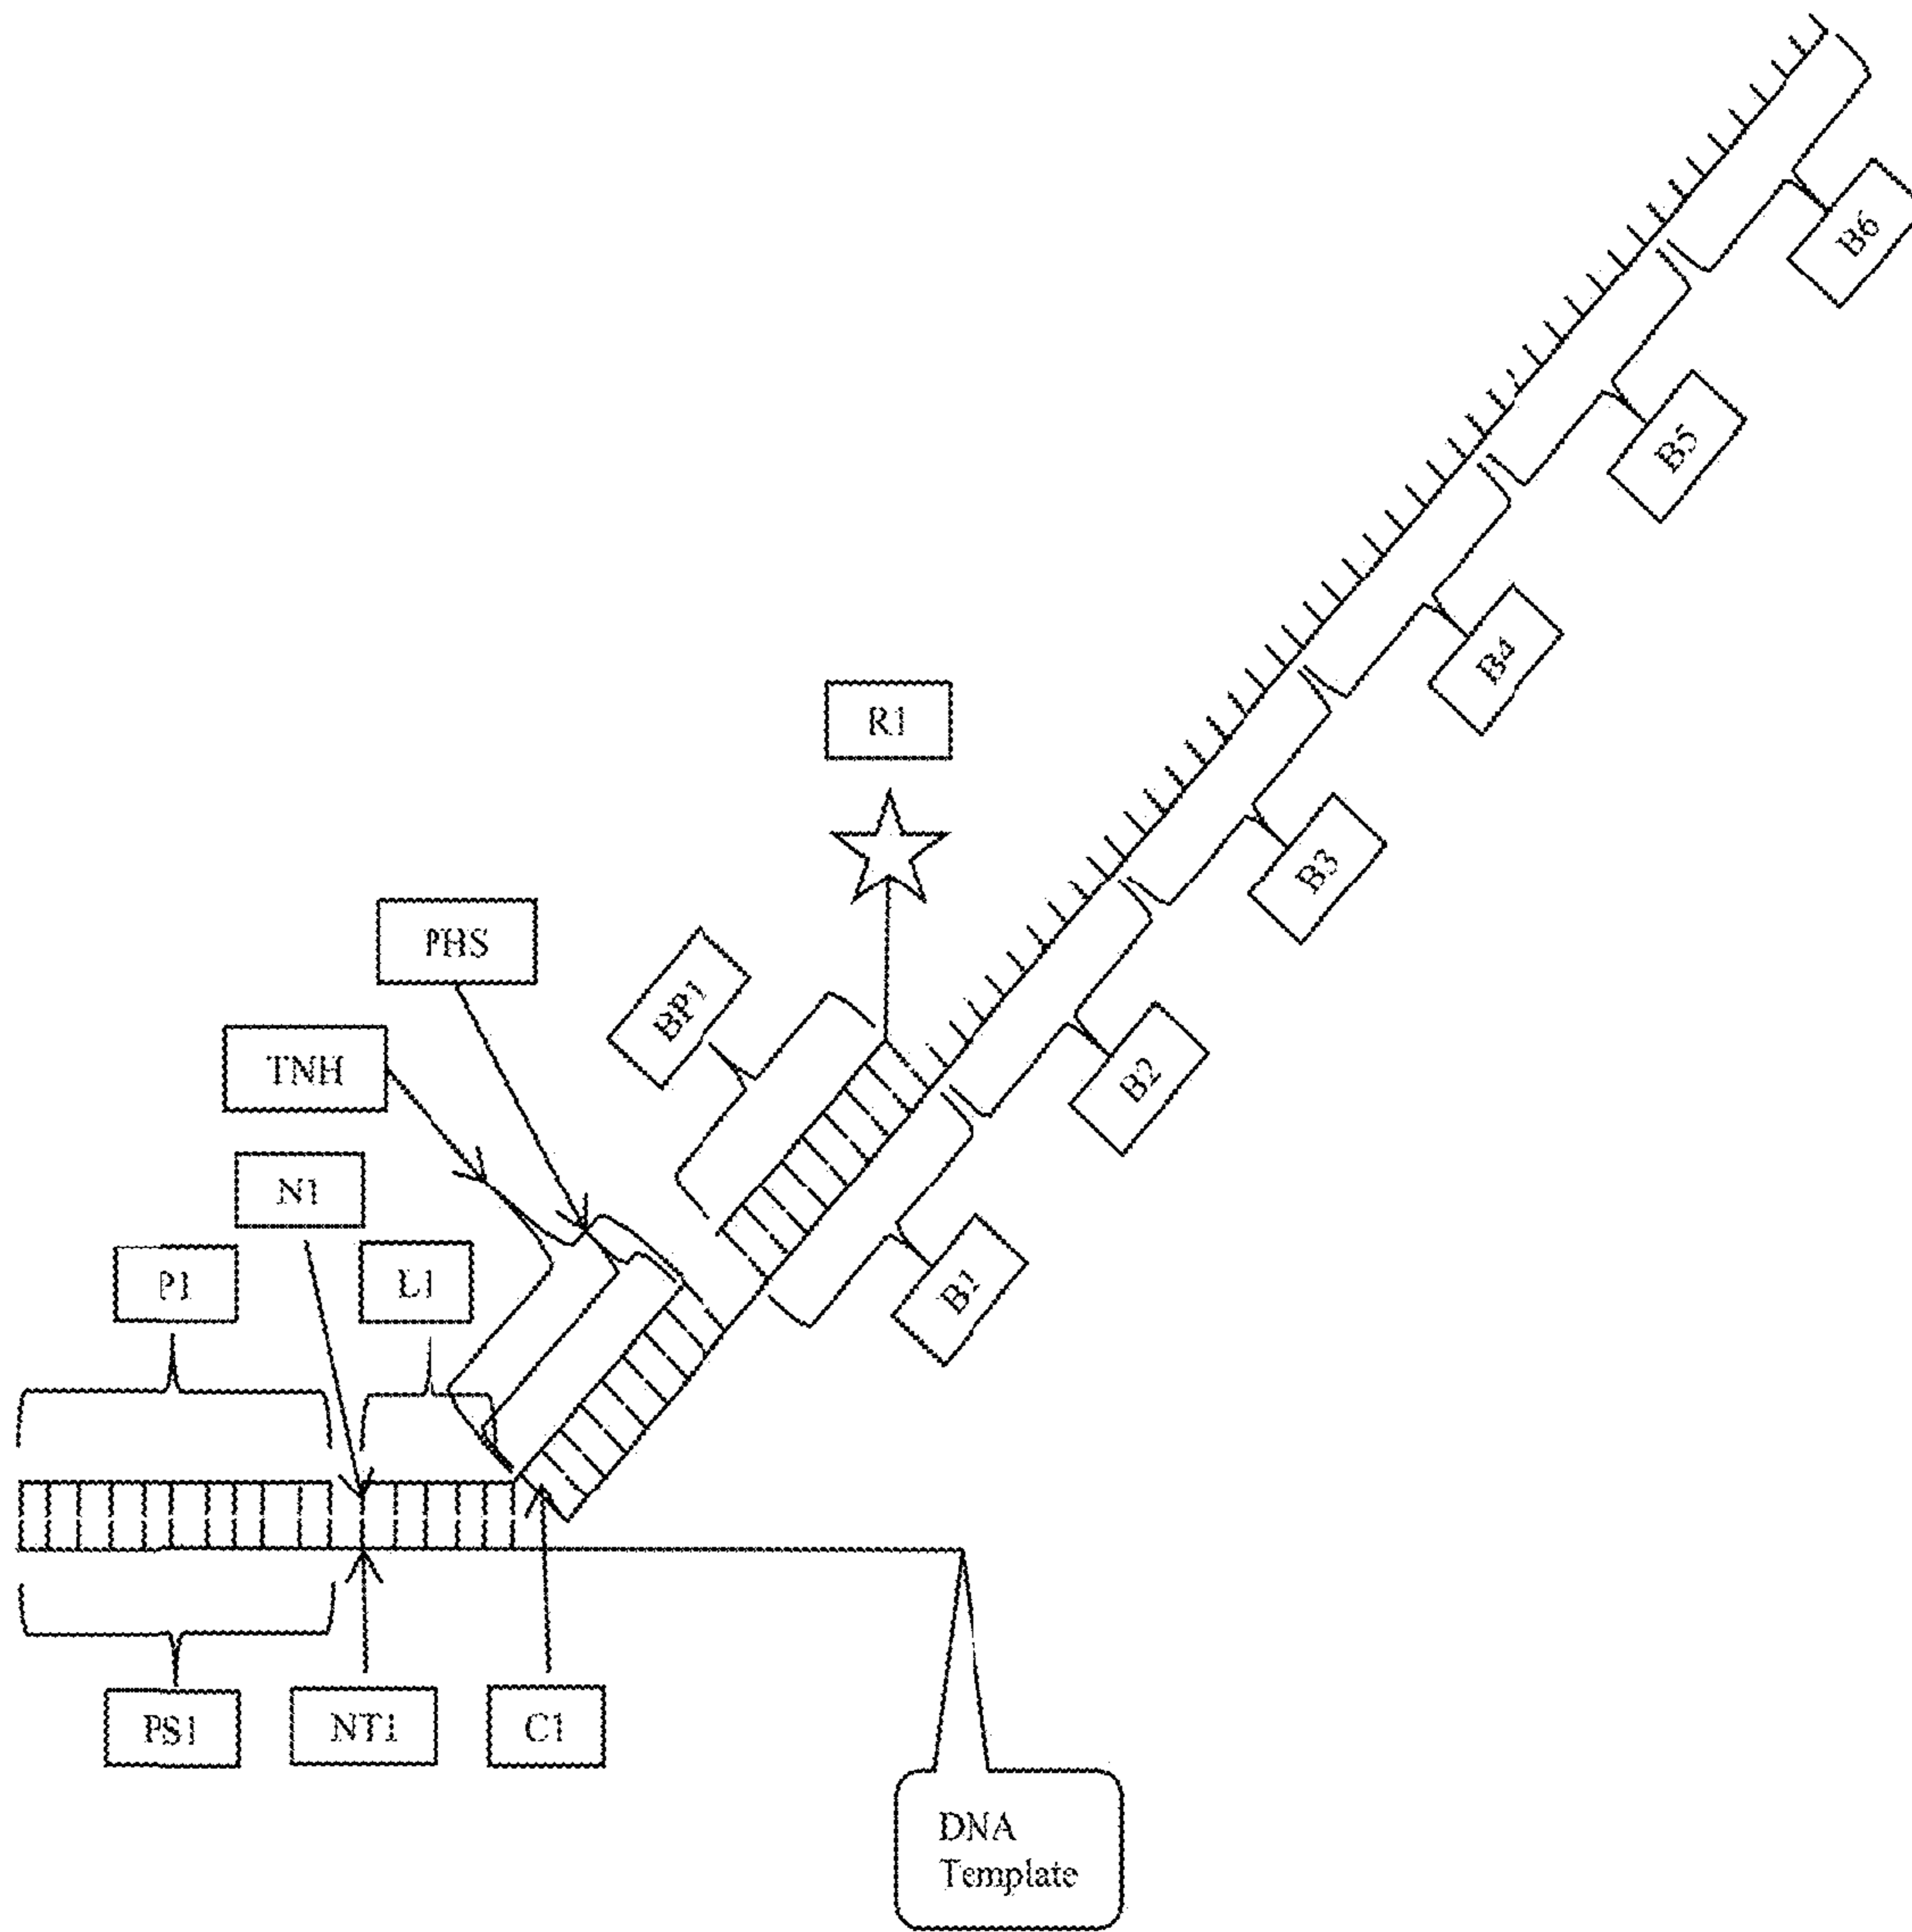 B6
B5
B4
R1
B3
PHS
BP1
TNH
B2
N1
P1
L1
B1
PS1
NT1
C1
DNA
Template